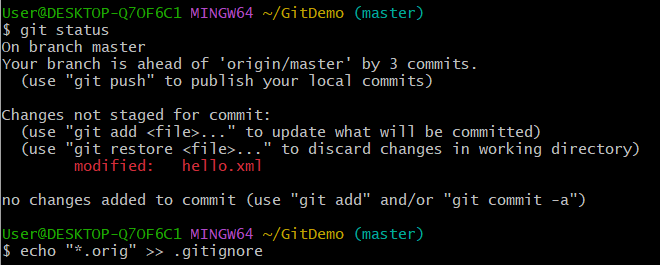 User@DESKTOP-Q7OF6C1 MINGW64 ~/GitDemo (master)
$ git status
On branch master
Your branch is ahead of 'origin/master' by 3 commits.
  (use "git push" to publish your local commits)

Changes not staged for commit:
  (use "git add <file>..." to update what will be committed)
  (use "git restore <file>..." to discard changes in working directory)
        modified:   hello.xml

no changes added to commit (use "git add" and/or "git commit -a")

User@DESKTOP-Q7OF6C1 MINGW64 ~/GitDemo (master)
$ echo "*.orig" >> .gitignore